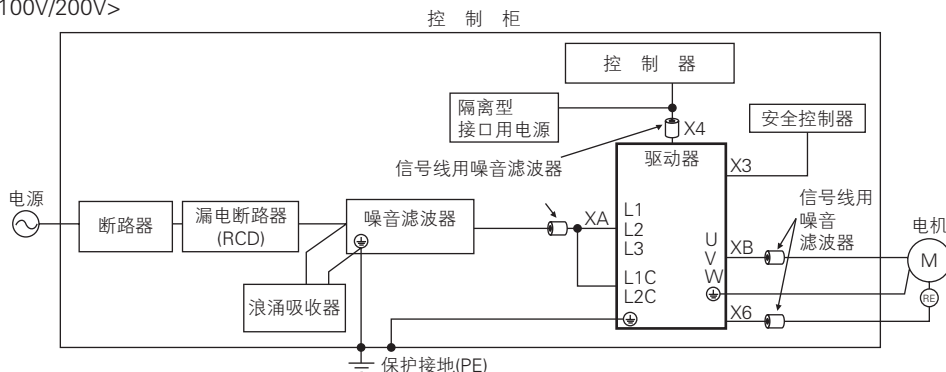 100V/200V>
控 制 柜
控 制 器
隔离型
接口用电源
X4
安全控制器
信号线用噪音滤波器
驱动器
X3
电源
断路器
漏电断路器
(RCD)
噪音滤波器
XA
L1
L2
L3
L1C
L2C
U
V
W
XB
信号线用
噪音
滤波器
电机
M
RE
X6
浪涌吸收器
保护接地(PE)